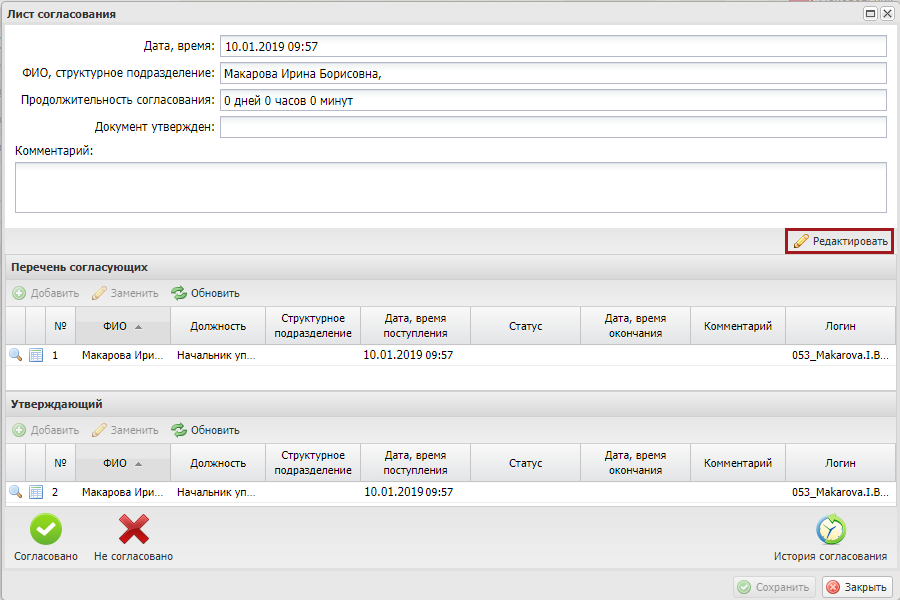 Лист согласования
Дата, время: 10.01.2019 09:57
ФИО, структурное подразделение: Макарова Ирина Борисовна,
Продолжительность согласования: 0 дней 0 часов 0 минут
Документ утвержден:
Комментарий:
Редактировать
Перечень согласующих
Добавить Заменить Обновить
№ ФИО Должность Структурное подразделение Дата, время поступления Статус Дата, время окончания Комментарий Логин
1 Макарова Ири... Начальник уп... 10.01.2019 09:57 053_Makarova.I.B...
Утверждающий
Добавить Заменить Обновить
№ ФИО Должность Структурное подразделение Дата, время поступления Статус Дата, время окончания Комментарий Логин
2 Макарова Ири... Начальник уп... 10.01.2019 09:57 053_Makarova.I.B...
Согласовано Не согласовано История согласования
Сохранить Закрыть